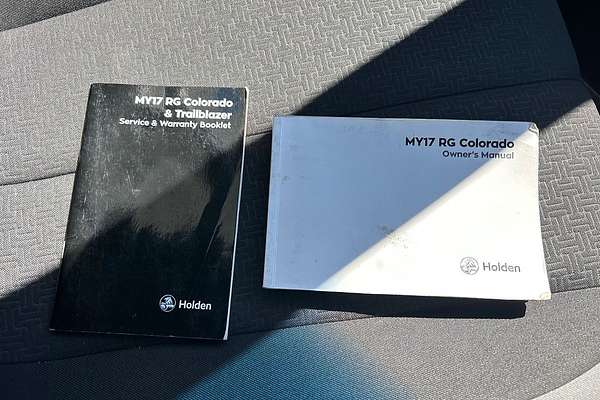 MY17 RG Colorado
& Trailblazer
Service & Warranty Booklet
Holden
MY17 RG Colorado
Owner's Manual
Holden